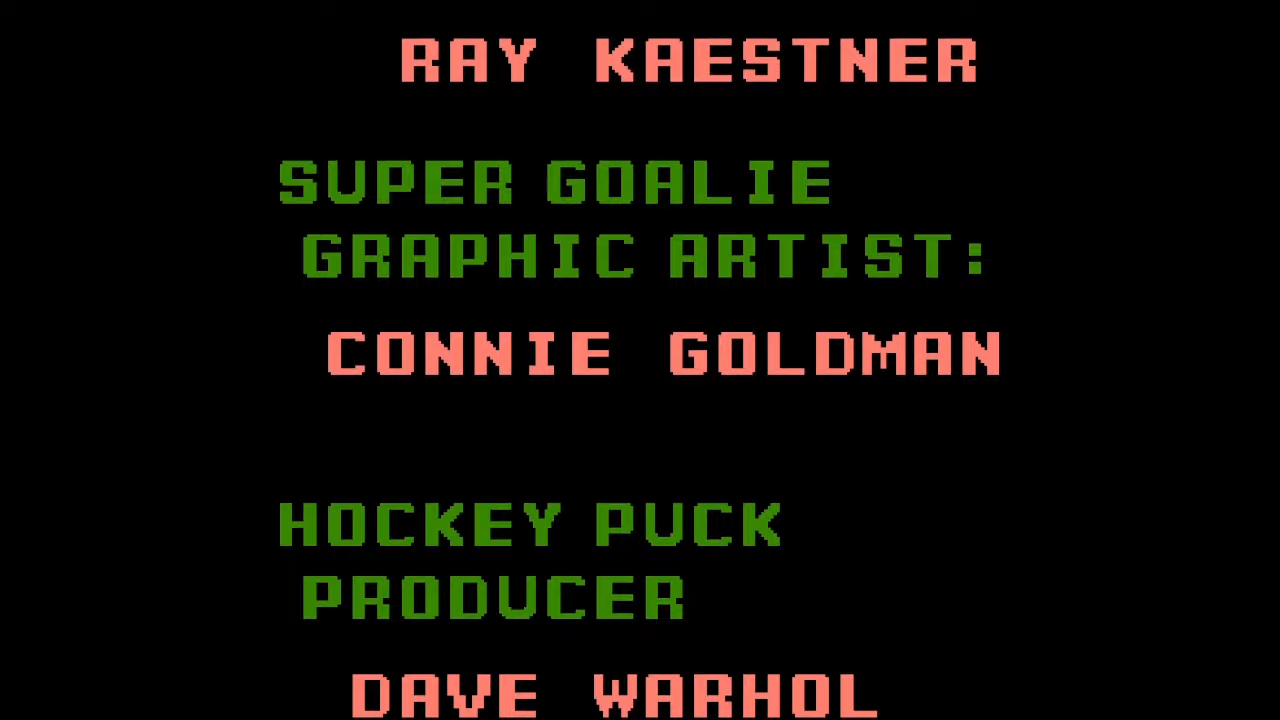 RAY KAESTNER
SUPER GOALIE
GRAPHIC ARTIST:
CONNIE GOLDMAN
HOCKEY PUCK
PRODUCER
DAVE WARHOL